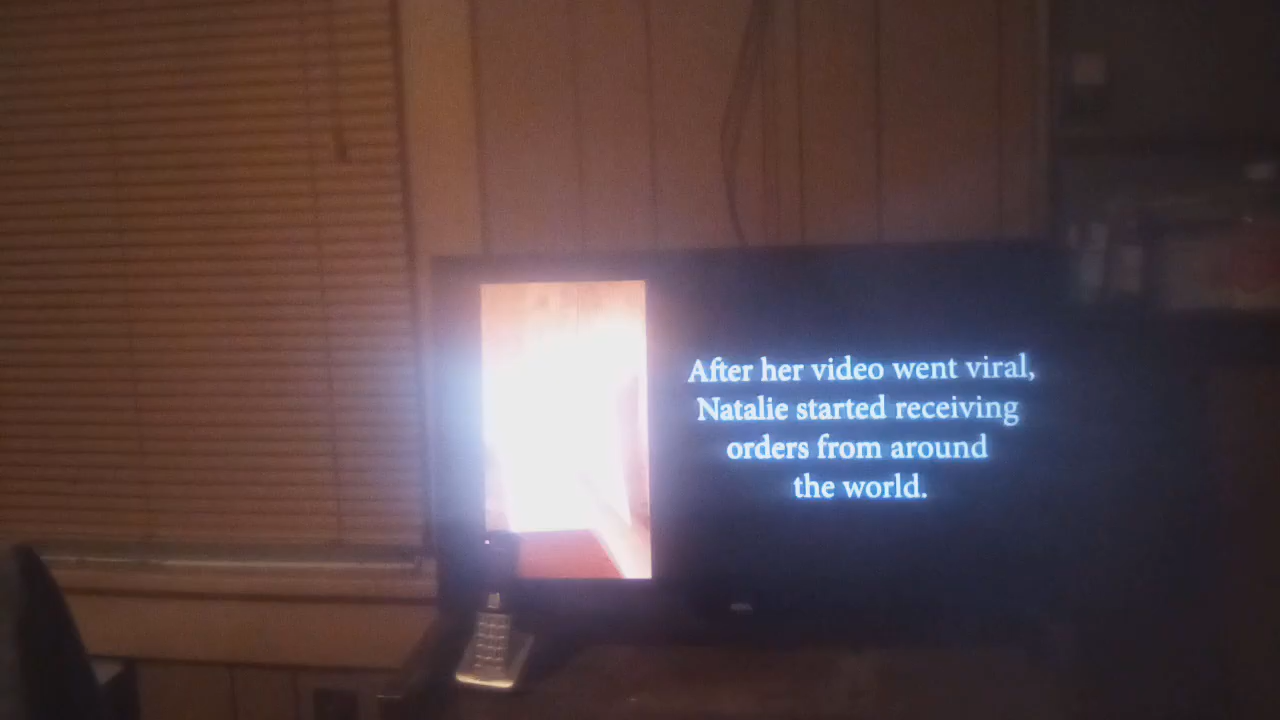 After her video went viral,
Natalie started receiving
orders from around
the world.